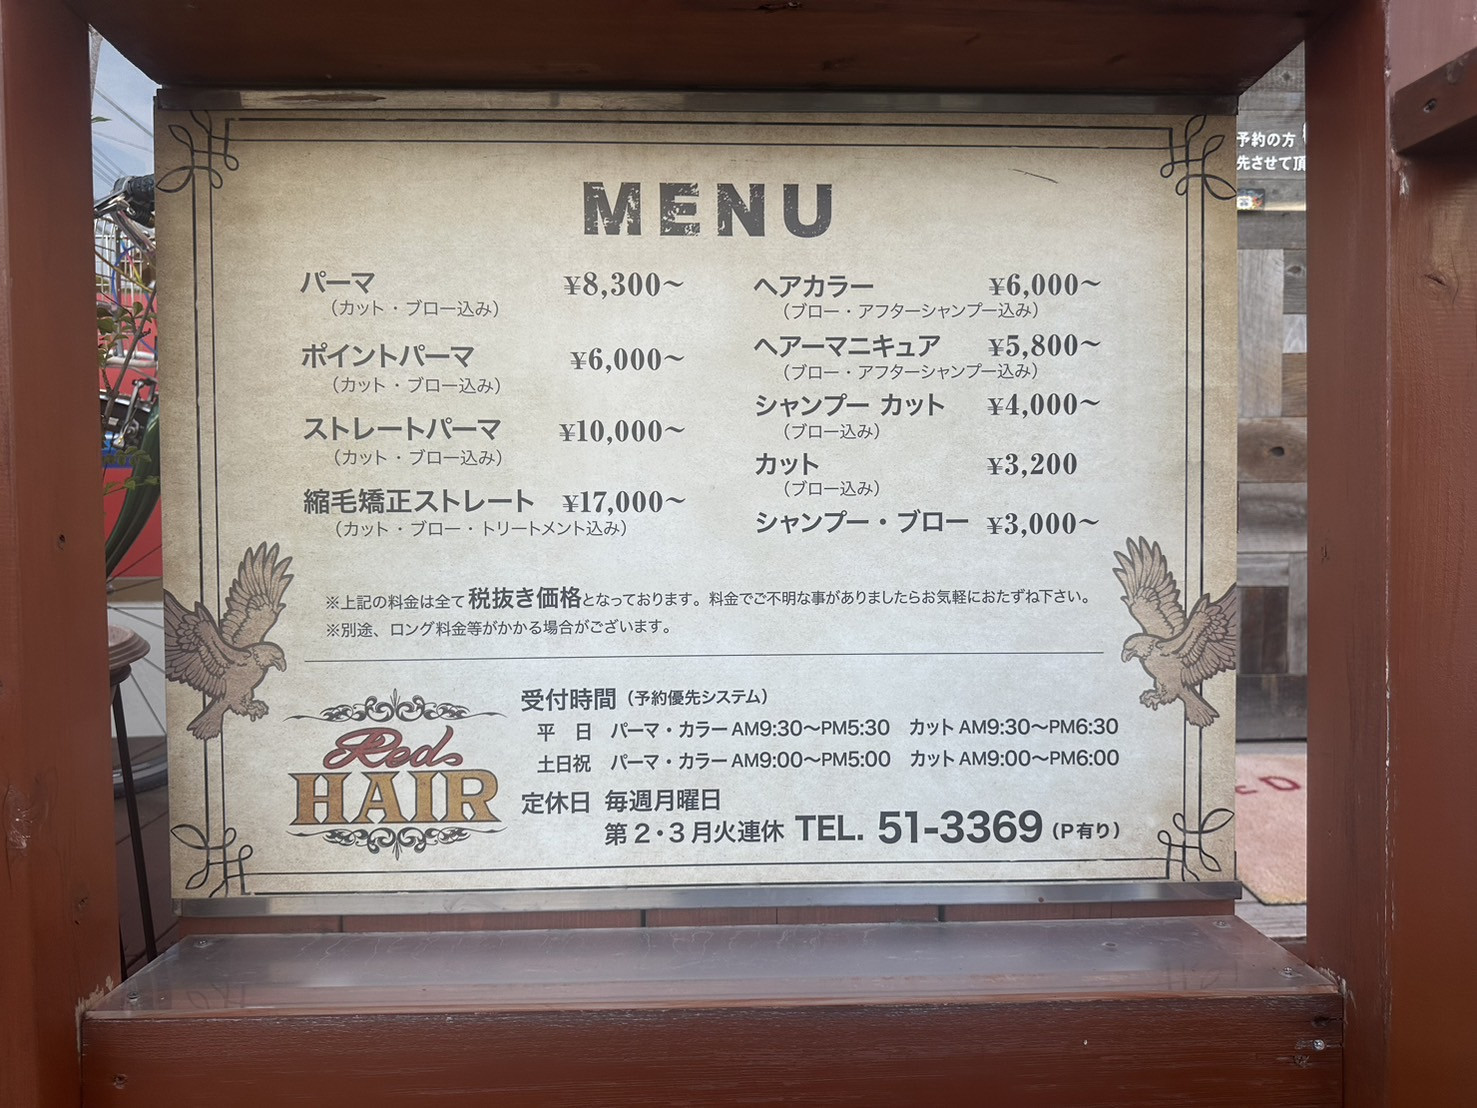 MENU
パーマ ¥8,300〜
（カット・ブロー込み）
ポイントパーマ ¥6,000〜
（カット・ブロー込み）
ストレートパーマ ¥10,000〜
（カット・ブロー込み）
縮毛矯正ストレート ¥17,000〜
（カット・ブロー・トリートメント込み）
ヘアカラー ¥6,000〜
（ブロー・アフターシャンプー込み）
ヘアーマニキュア ¥5,800〜
（ブロー・アフターシャンプー込み）
シャンプー カット ¥4,000〜
（ブロー込み）
カット ¥3,200
（ブロー込み）
シャンプー・ブロー ¥3,000〜
※上記の料金は全て税抜き価格となっております。料金でご不明な事がありましたらお気軽におたずね下さい。
※別途、ロング料金等がかかる場合がございます。
Red
HAIR
受付時間（予約優先システム）
平 日 パーマ・カラー AM9:30〜PM5:30 カット AM9:30〜PM6:30
土日祝 パーマ・カラー AM9:00〜PM5:00 カット AM9:00〜PM6:00
定休日 毎週月曜日
第2・3月火連休 TEL. 51-3369（P有り）
予約の方
先させて頂
ED